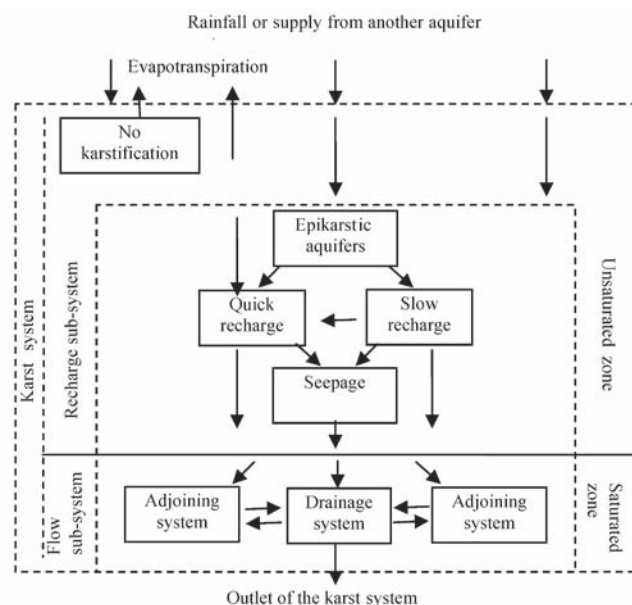 Rainfall or supply from another aquifer
Evapotranspiration
No
karstification
Epikarstic
aquifers
Quick
recharge
Slow
recharge
Seepage
Karst system
Recharge sub-system
Unsaturated zone
Flow
sub-system
Adjoining
system
Drainage
system
Adjoining
system
Saturated
zone
Outlet of the karst system